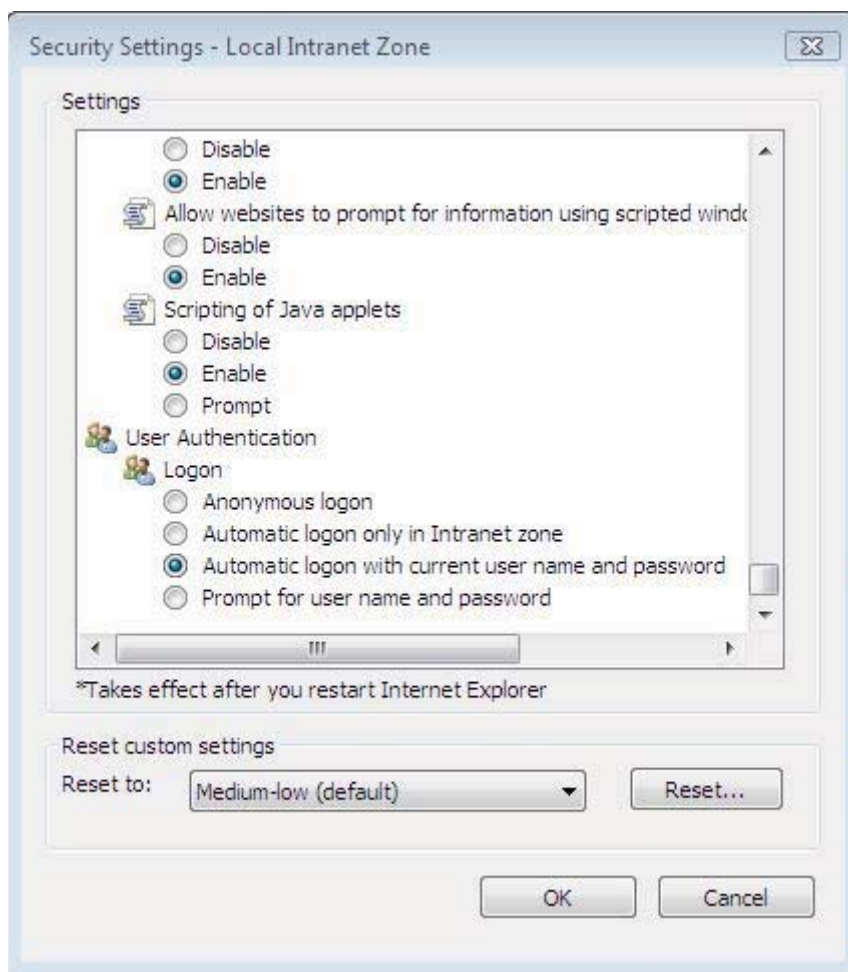 Security Settings - Local Intranet Zone
Settings
Disable
Enable
Allow websites to prompt for information using scripted
Disable
Enable
Scripting of Java applets
Disable
Enable
Prompt
User Authentication
Logon
Anonymous logon
Automatic logon only in Intranet zone
Automatic logon with current user name and password
Prompt for user name and password
*Takes effect after you restart Internet Explorer
Reset custom settings
Reset to:
Medium-low (default)
Reset...
OK
Cancel